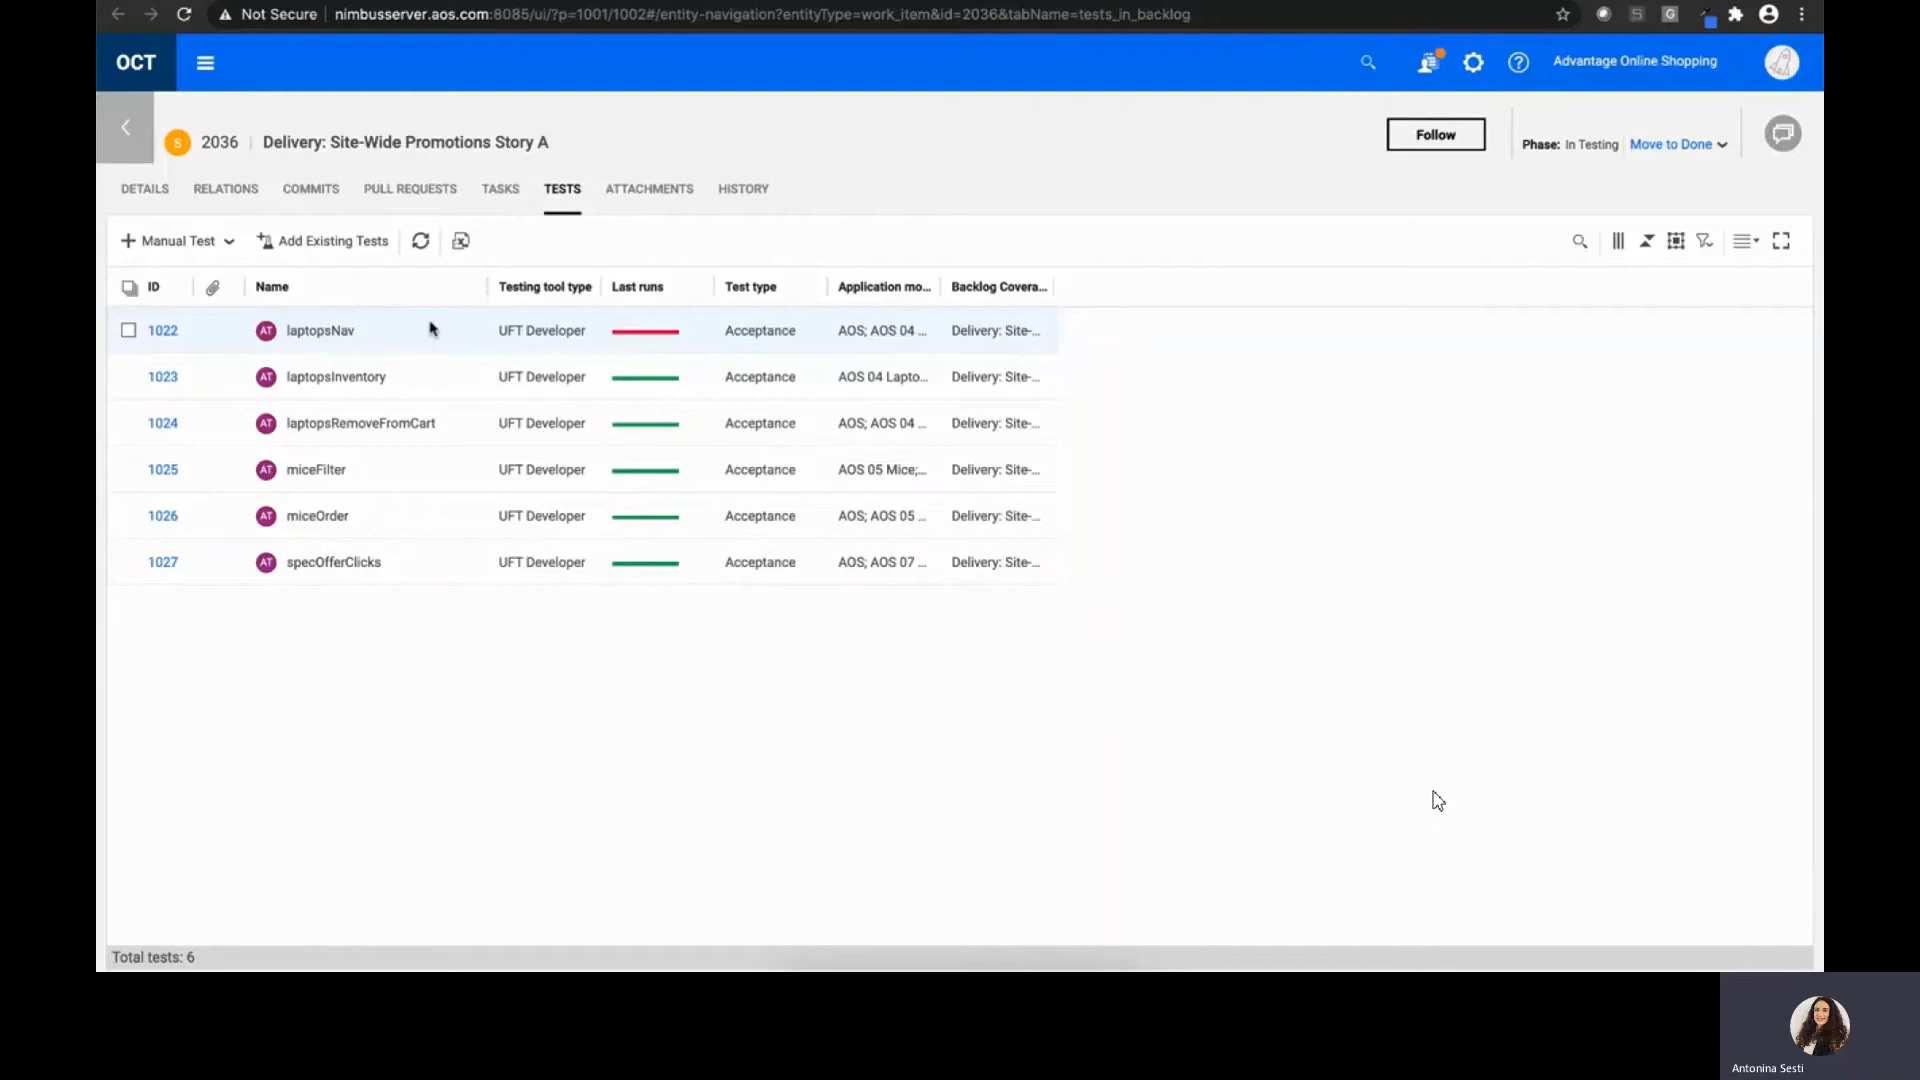 Not Secure nimbusserver.aos.com:8085/ui/?p=1001/1002#/entity-navigation?entityType=work_item&id=2036&tabName=tests_in_backlog
OCT
Advantage Online Shopping
S 2036 Delivery: Site-Wide Promotions Story A
Follow
Phase: In Testing Move to Done
DETAILS RELATIONS COMMITS PULL REQUESTS TASKS TESTS ATTACHMENTS HISTORY
+ Manual Test Add Existing Tests
ID Name Testing tool type Last runs Test type Application mo... Backlog Covera...
1022 AT laptopsNav UFT Developer Acceptance AOS; AOS 04 ... Delivery: Site-...
1023 AT laptopsInventory UFT Developer Acceptance AOS 04 Lapto... Delivery: Site-...
1024 AT laptopsRemoveFromCart UFT Developer Acceptance AOS; AOS 04 ... Delivery: Site-...
1025 AT miceFilter UFT Developer Acceptance AOS 05 Mice;... Delivery: Site-...
1026 AT miceOrder UFT Developer Acceptance AOS; AOS 05 ... Delivery: Site-...
1027 AT specOfferClicks UFT Developer Acceptance AOS; AOS 07 ... Delivery: Site-...
Total tests: 6
Antonina Sesti